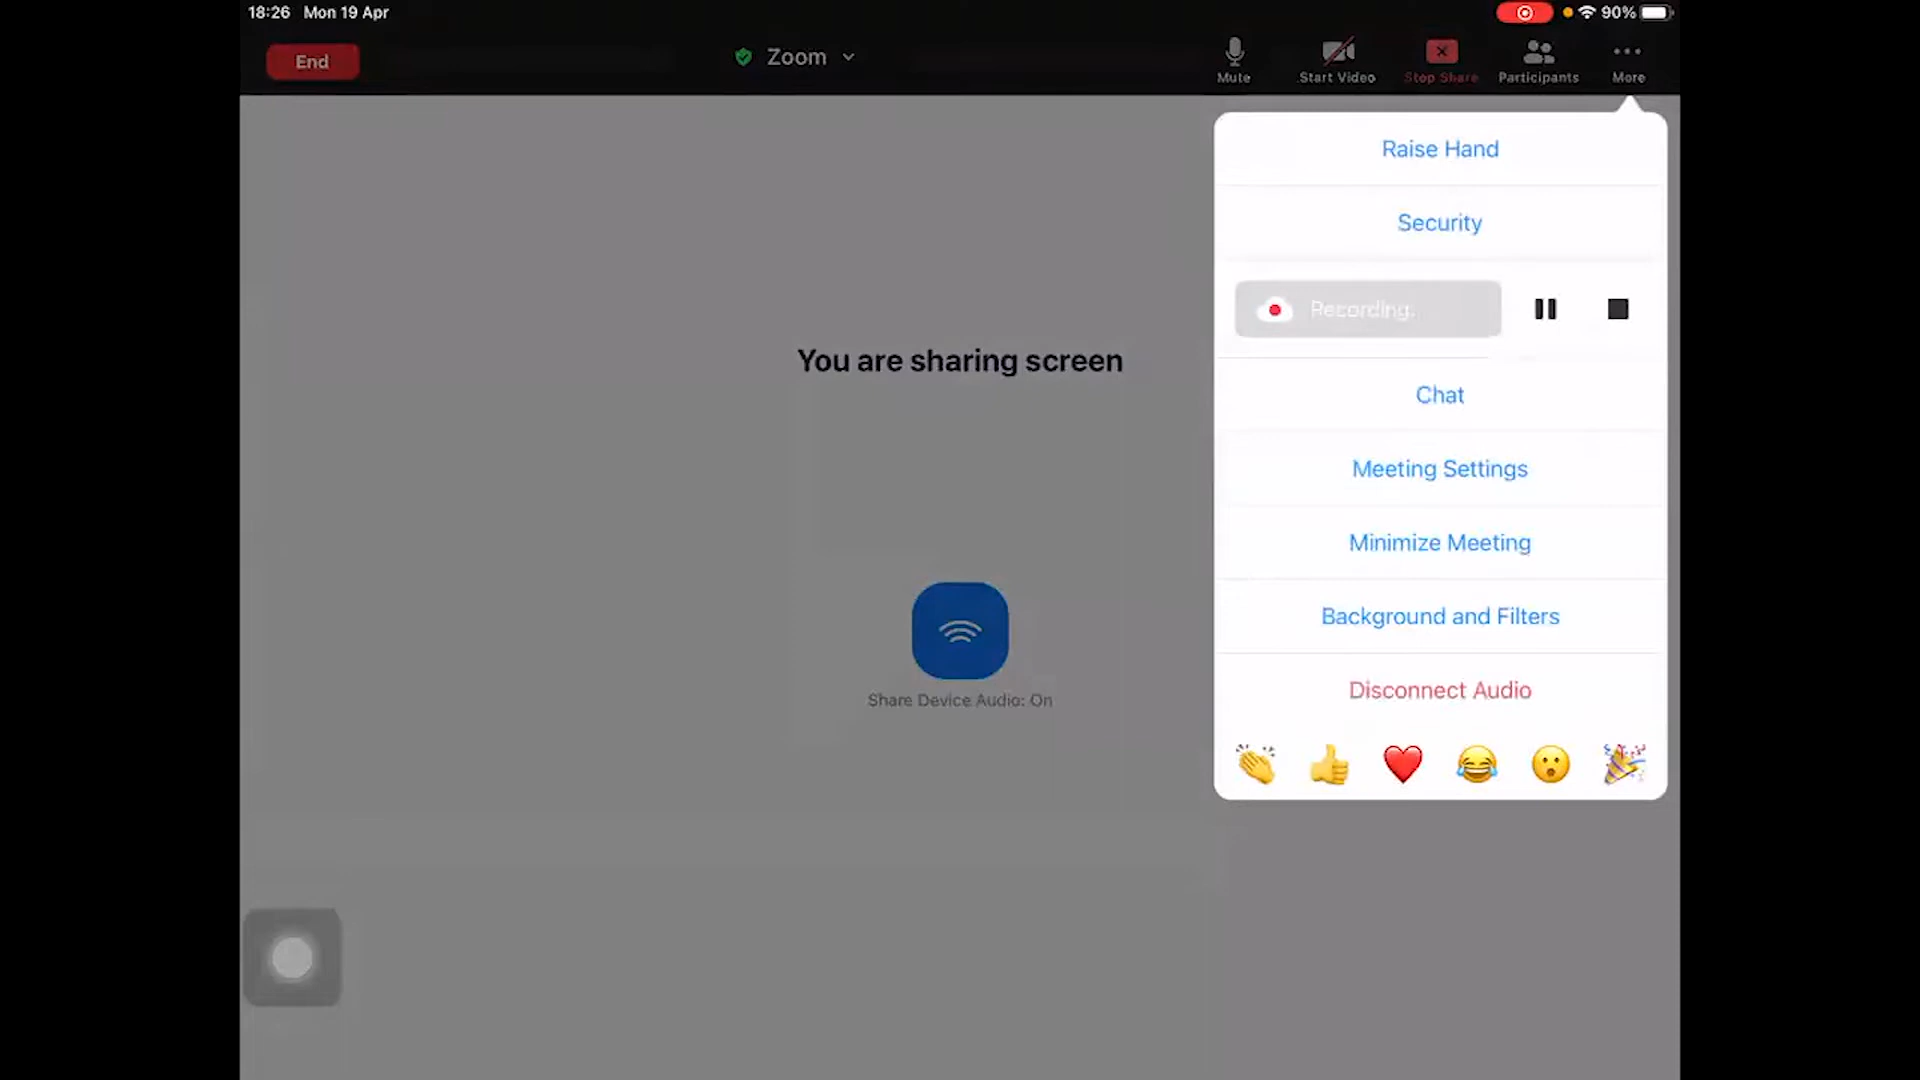 18:26 Mon 19 Apr
90%
End
Zoom
Mute
Start Video
Stop Share
Participants
More
Raise Hand
Security
Recording.
Chat
Meeting Settings
Minimize Meeting
Background and Filters
Disconnect Audio
You are sharing screen
Share Device Audio: On